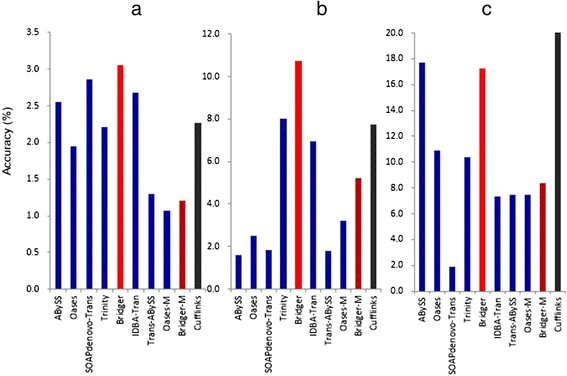 a
b
c
Accuracy (%)
3.5
3.0
2.5
2.0
1.5
1.0
0.5
0.0
ABySS
Oases
SOAPdenovo-Trans
Trinity
Bridger
IDBA-Tran
Trans-AbySS
Oases-M
Bridger-M
Cufflinks
12.0
10.0
8.0
6.0
4.0
2.0
0.0
ABySS
Oases
SOAPdenovo-Trans
Trinity
Bridger
IDBA-Tran
Trans-AbySS
Oases-M
Bridger-M
Cufflinks
20.0
18.0
16.0
14.0
12.0
10.0
8.0
6.0
4.0
2.0
0.0
ABySS
Oases
SOAPdenovo-Trans
Trinity
Bridger
IDBA-Tran
Trans-ABySS
Oases-M
Bridger-M
Cufflinks